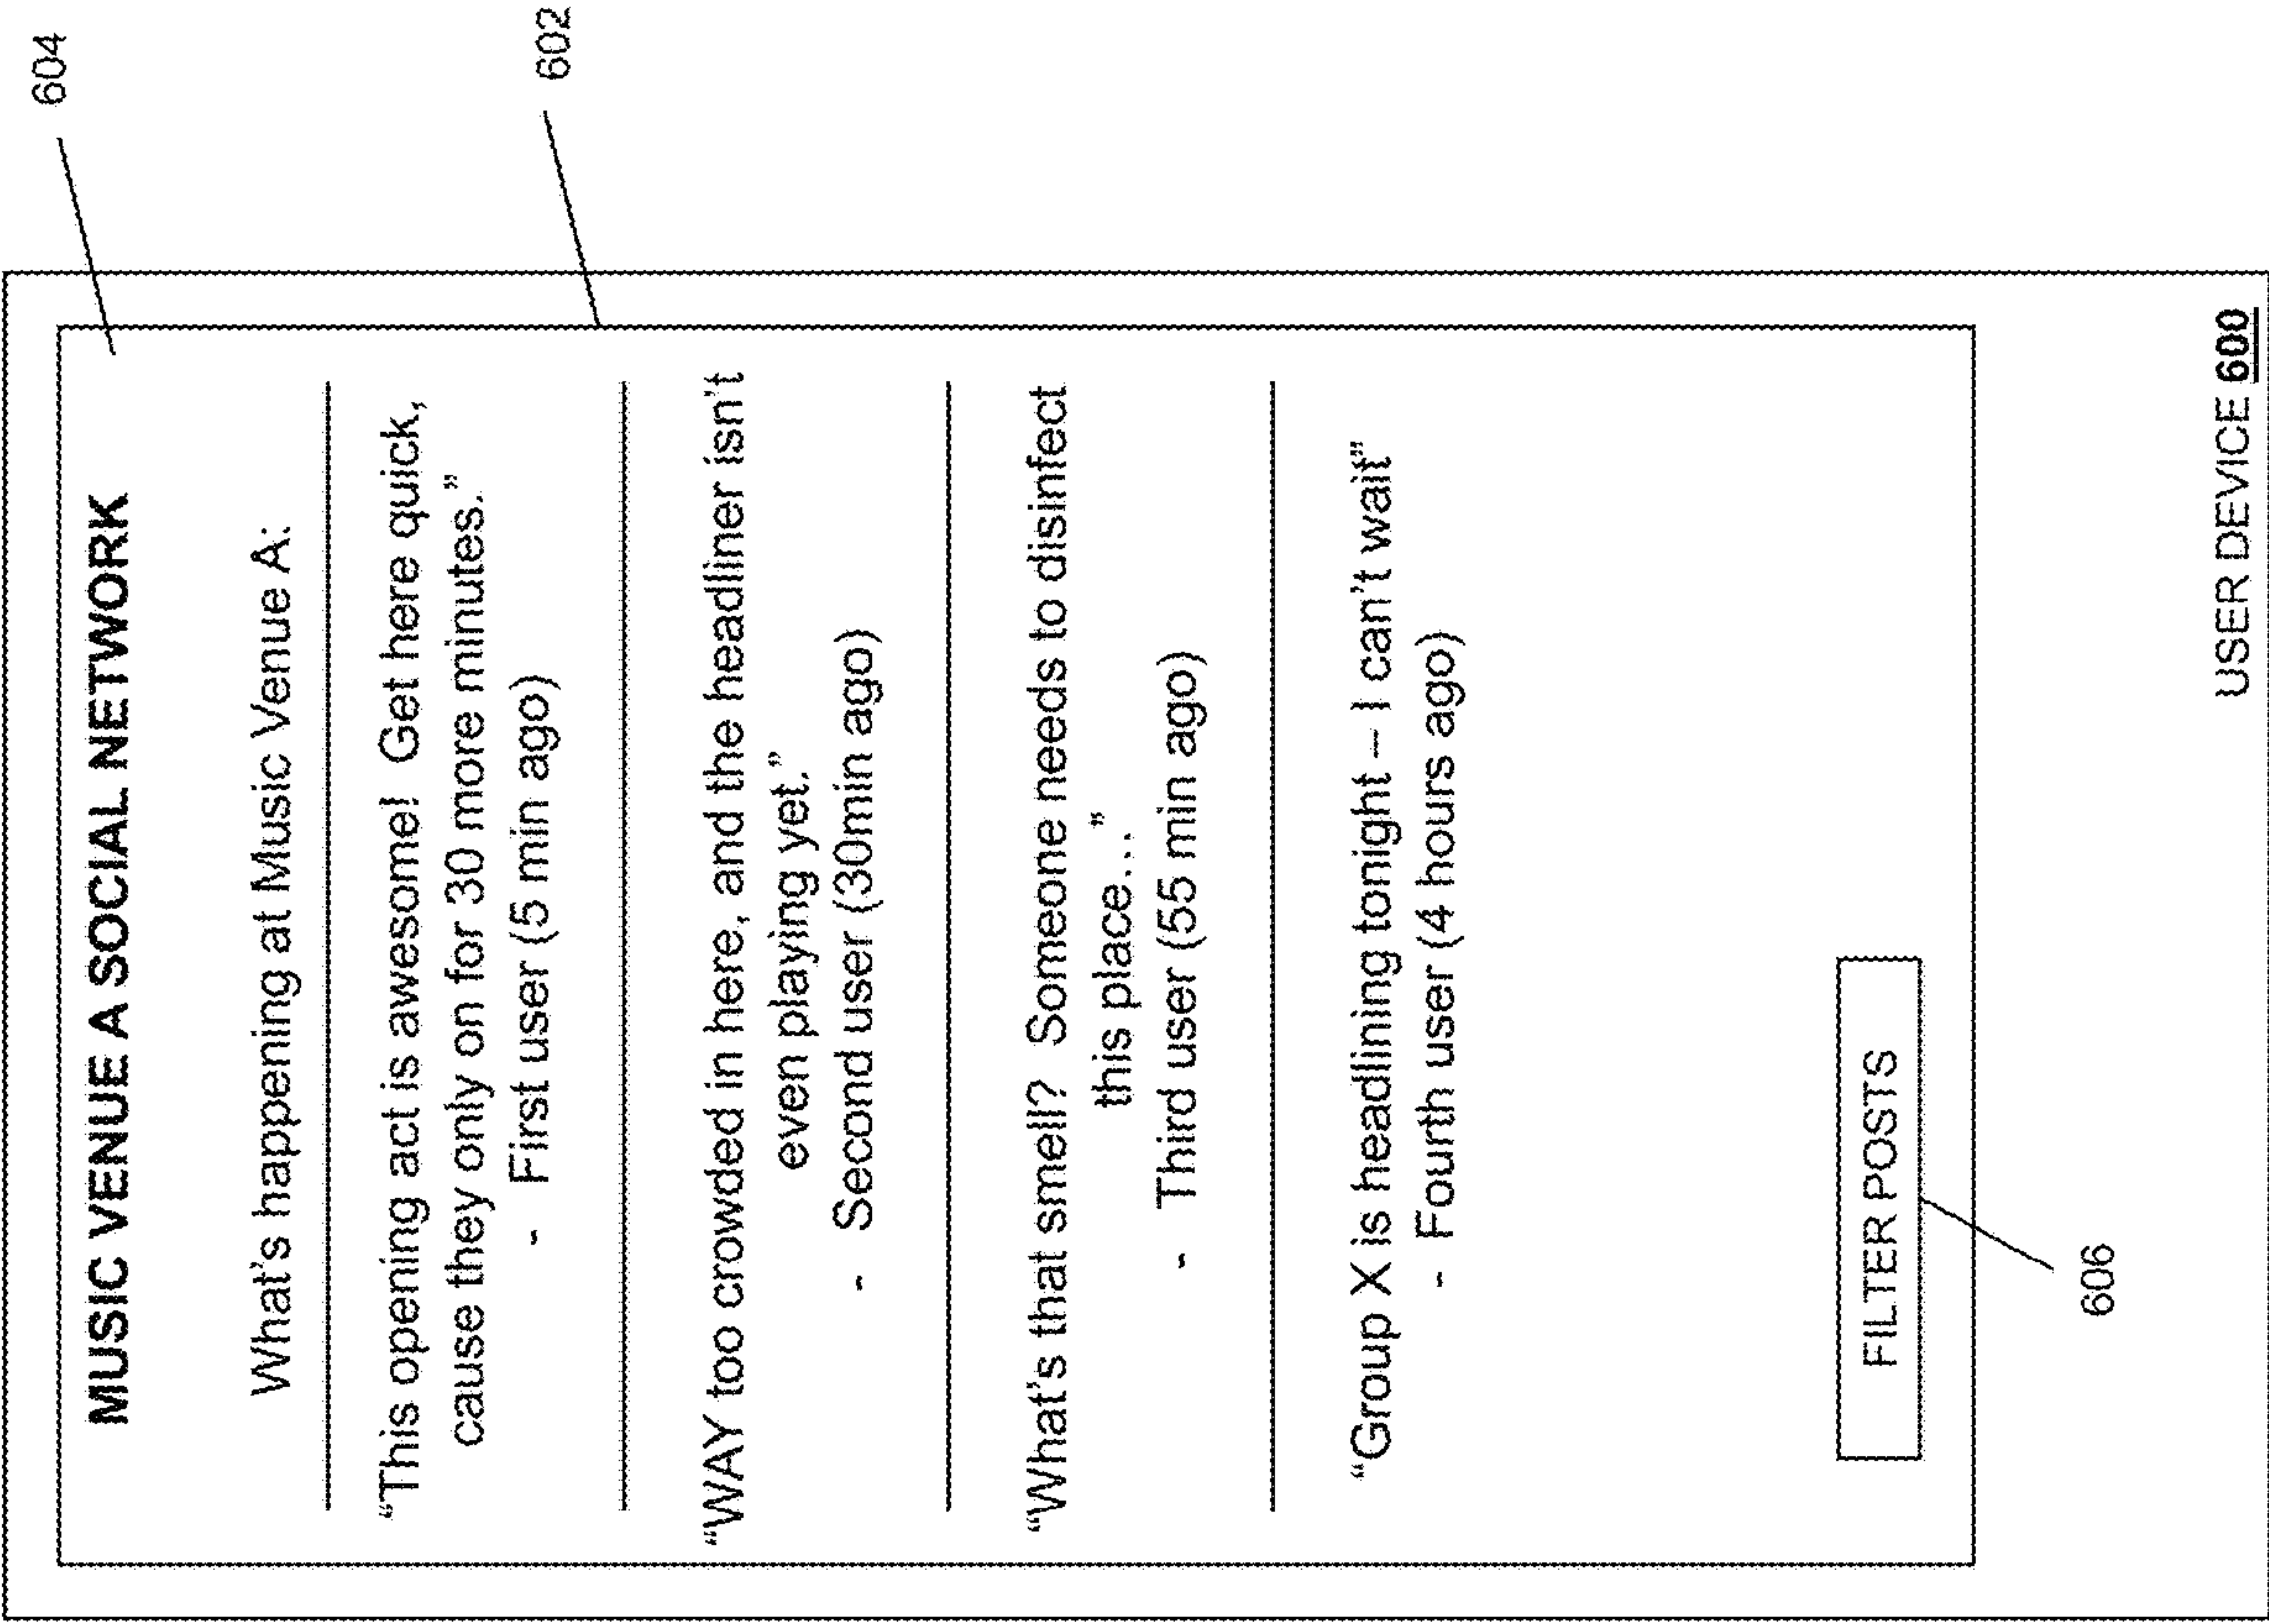 604
602
MUSIC VENUE A SOCIAL NETWORK
What's happening at Music Venue A:
“This opening act is awesome!  Get here quick,
cause they only on for 30 more minutes.”
- First user (5 min ago)
“WAY too crowded in here, and the headliner isn't
even playing yet.”
- Second user (30min ago)
“What's that smell?  Someone needs to disinfect
this place…”
- Third user (55 min ago)
“Group X is headlining tonight – I can't wait”
- Fourth user (4 hours ago)
FILTER POSTS
606
USER DEVICE 600